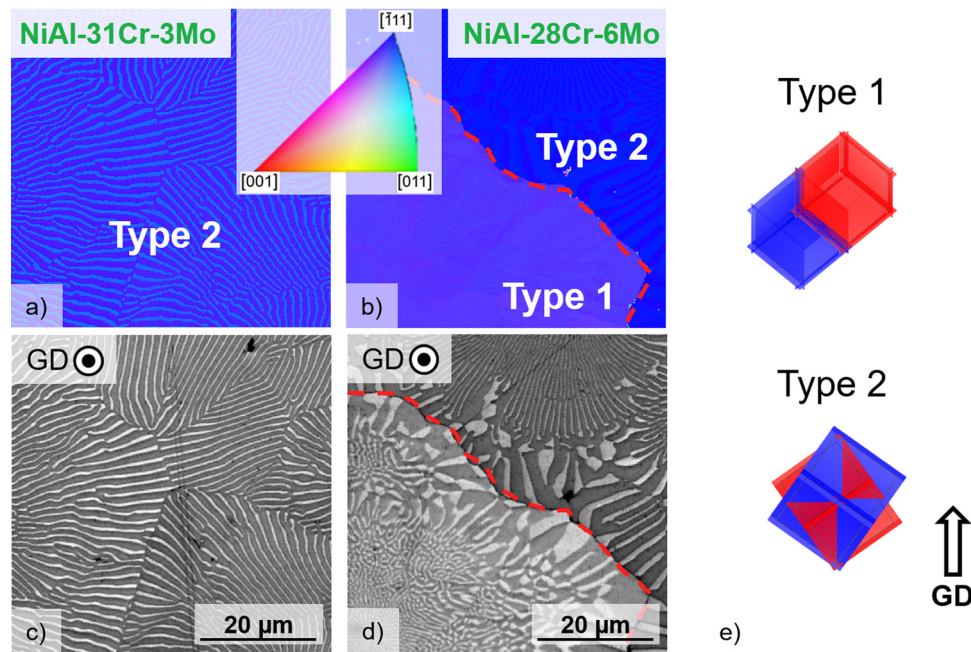 NiAl-31Cr-3Mo
[1̄11]
NiAl-28Cr-6Mo
[001]
[011]
Type 2
Type 2
Type 1
a)
b)
GD
GD
20 µm
20 µm
c)
d)
Type 1
Type 2
GD
e)